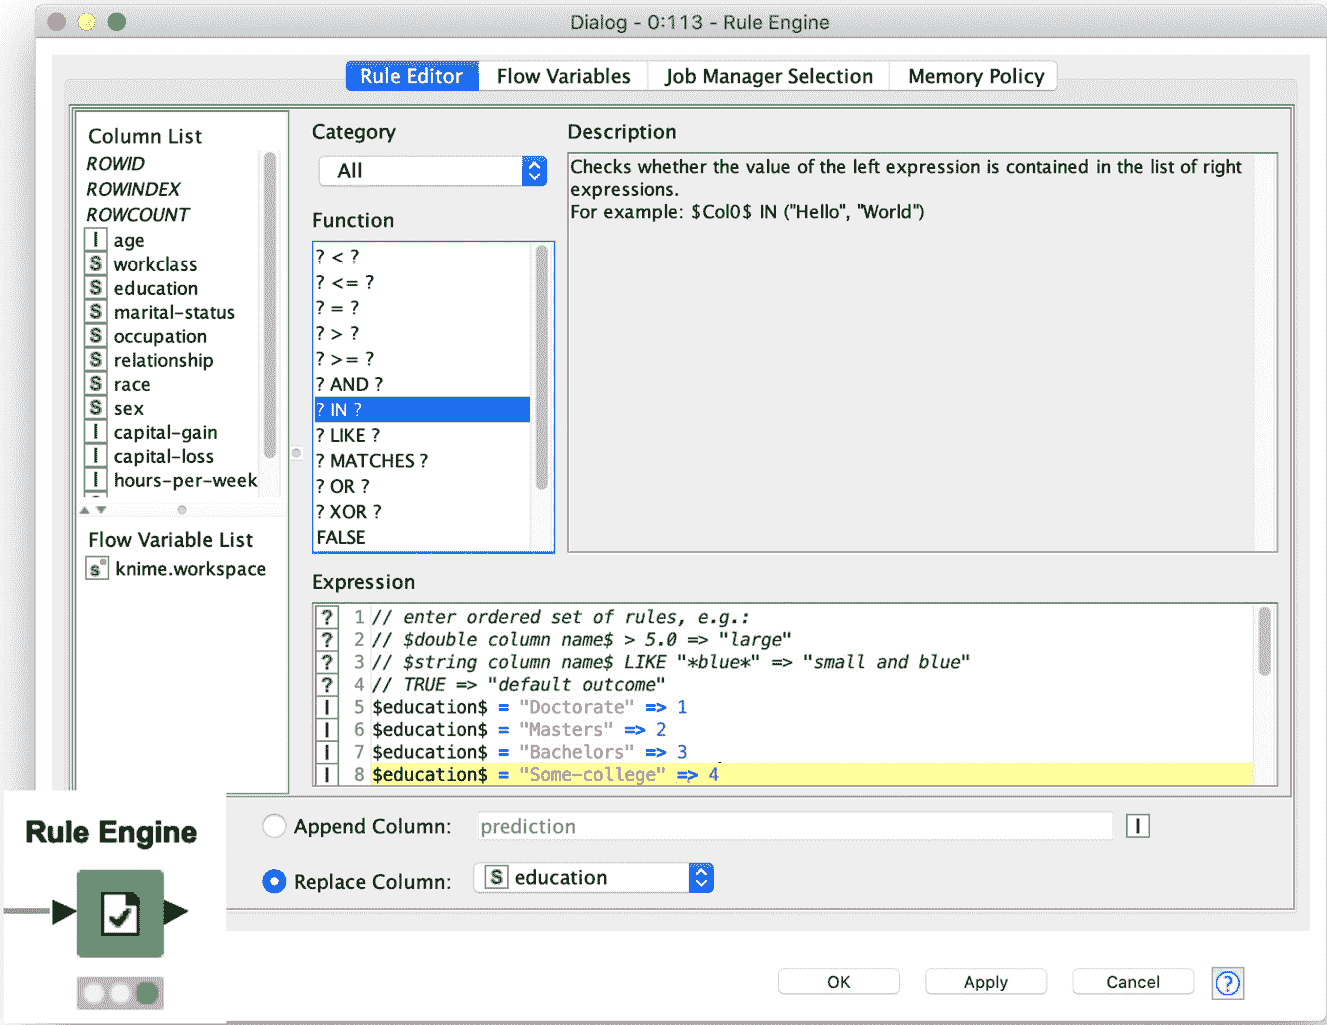 Dialog - 0:113 - Rule Engine
Rule Editor Flow Variables Job Manager Selection Memory Policy
Column List
ROWID
ROWINDEX
ROWCOUNT
I age
S workclass
S education
S marital-status
S occupation
S relationship
S race
S sex
I capital-gain
I capital-loss
I hours-per-week
Flow Variable List
s knime.workspace
Category
All
Function
? < ?
? <= ?
? = ?
? > ?
? >= ?
? AND ?
? IN ?
? LIKE ?
? MATCHES ?
? OR ?
? XOR ?
FALSE
Description
Checks whether the value of the left expression is contained in the list of right
expressions.
For example: $Col0$ IN ("Hello", "World")
Expression
? 1 // enter ordered set of rules, e.g.:
? 2 // $double column name$ > 5.0 => "large"
? 3 // $string column name$ LIKE "*blue*" => "small and blue"
? 4 // TRUE => "default outcome"
I 5 $education$ = "Doctorate" => 1
I 6 $education$ = "Masters" => 2
I 7 $education$ = "Bachelors" => 3
I 8 $education$ = "Some-college" => 4
Append Column: prediction I
Replace Column: S education
Rule Engine
OK Apply Cancel ?